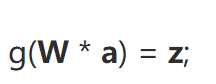 g(W * a) = z;